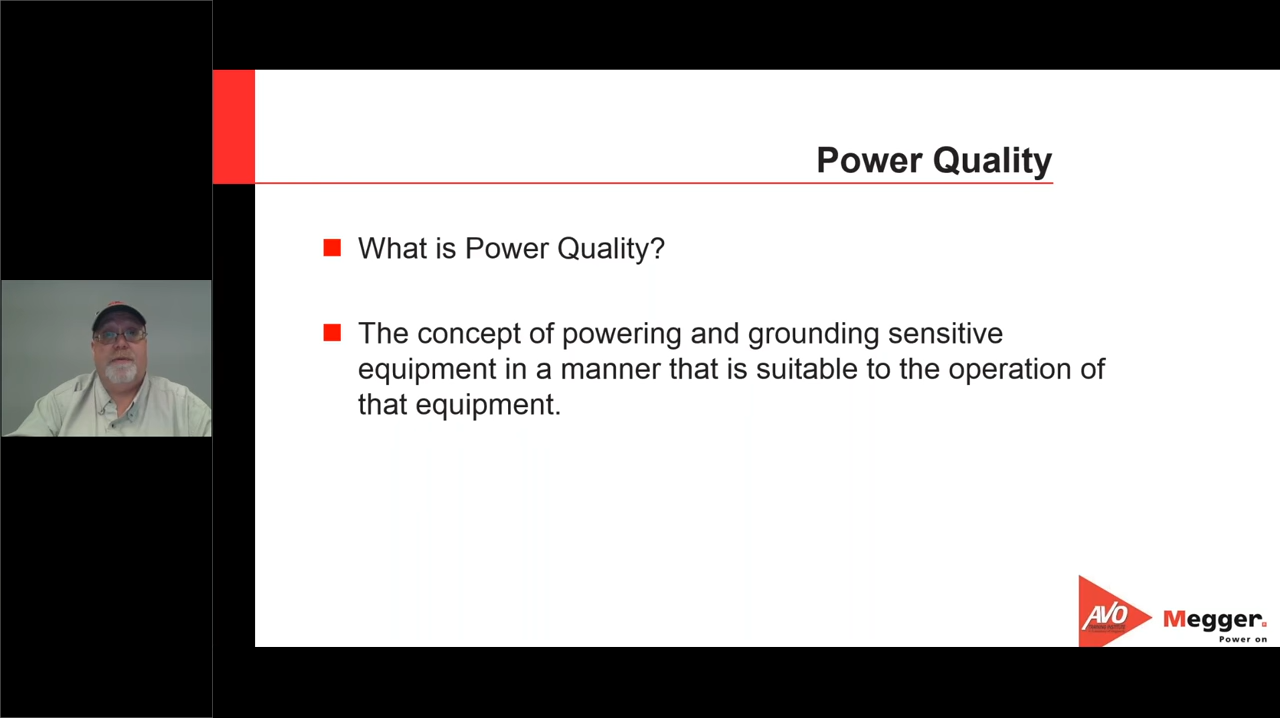 Power Quality
What is Power Quality?
The concept of powering and grounding sensitive
equipment in a manner that is suitable to the operation of
that equipment.
AVO
Megger.
Power on